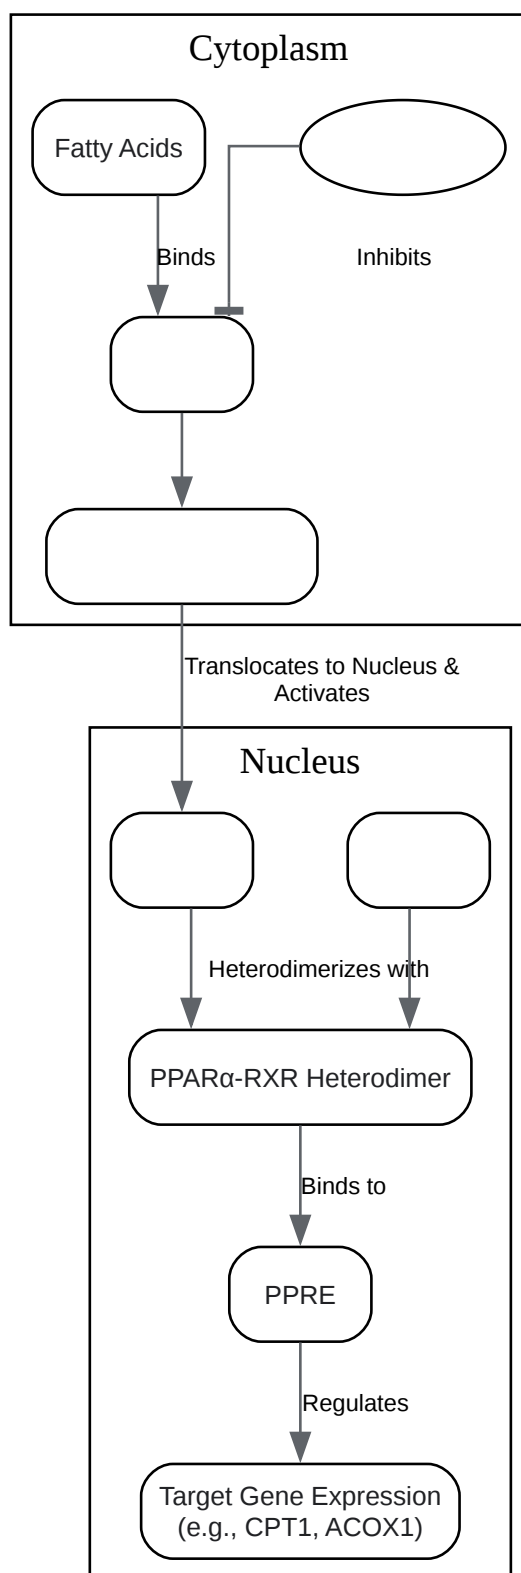 Cytoplasm
Fatty Acids
Binds
Inhibits
Translocates to Nucleus &
Activates
Nucleus
Heterodimerizes with
PPARα-RXR Heterodimer
Binds to
PPRE
Regulates
Target Gene Expression
(e.g., CPT1, ACOX1)